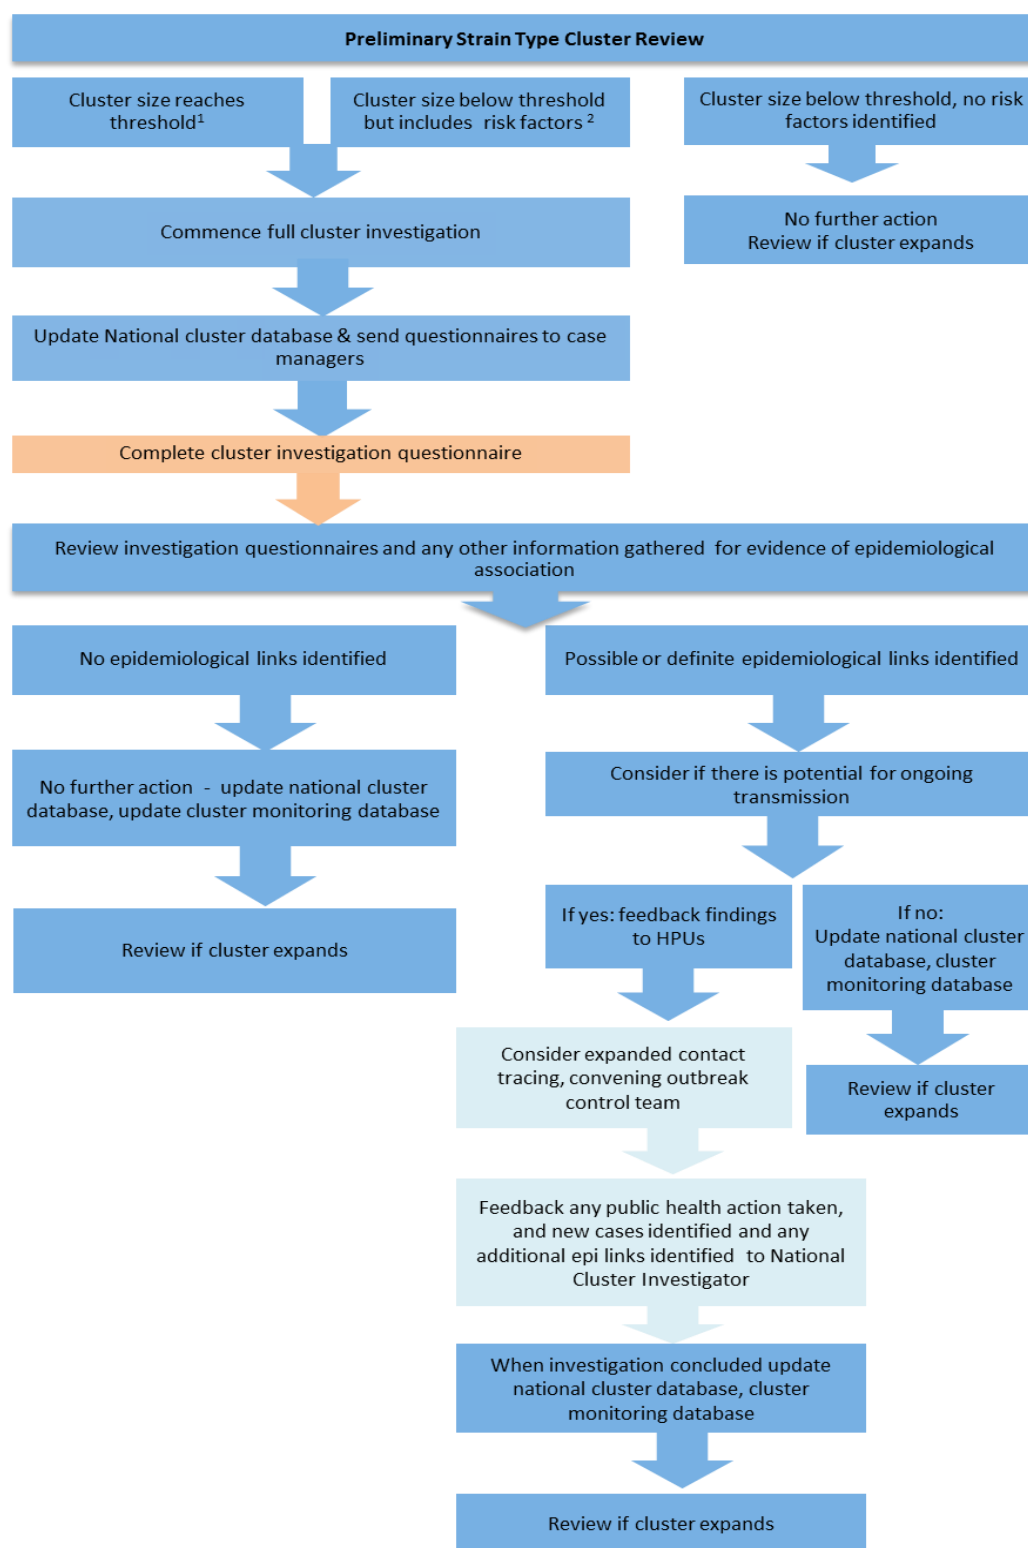 Preliminary Strain Type Cluster Review
Cluster size reaches
threshold1
Cluster size below threshold
but includes risk factors 2
Cluster size below threshold, no risk
factors identified
No further action
Review if cluster expands
Commence full cluster investigation
Update National cluster database & send questionnaires to case
managers
Complete cluster investigation questionnaire
Review investigation questionnaires and any other information gathered for evidence of epidemiological
association
No epidemiological links identified
Possible or definite epidemiological links identified
No further action - update national cluster
database, update cluster monitoring database
Consider if there is potential for ongoing
transmission
Review if cluster expands
If yes: feedback findings
to HPUs
If no:
Update national cluster
database, cluster
monitoring database
Consider expanded contact
tracing, convening outbreak
control team
Review if cluster
expands
Feedback any public health action taken,
and new cases identified and any
additional epi links identified to National
Cluster Investigator
When investigation concluded update
national cluster database, cluster
monitoring database
Review if cluster expands